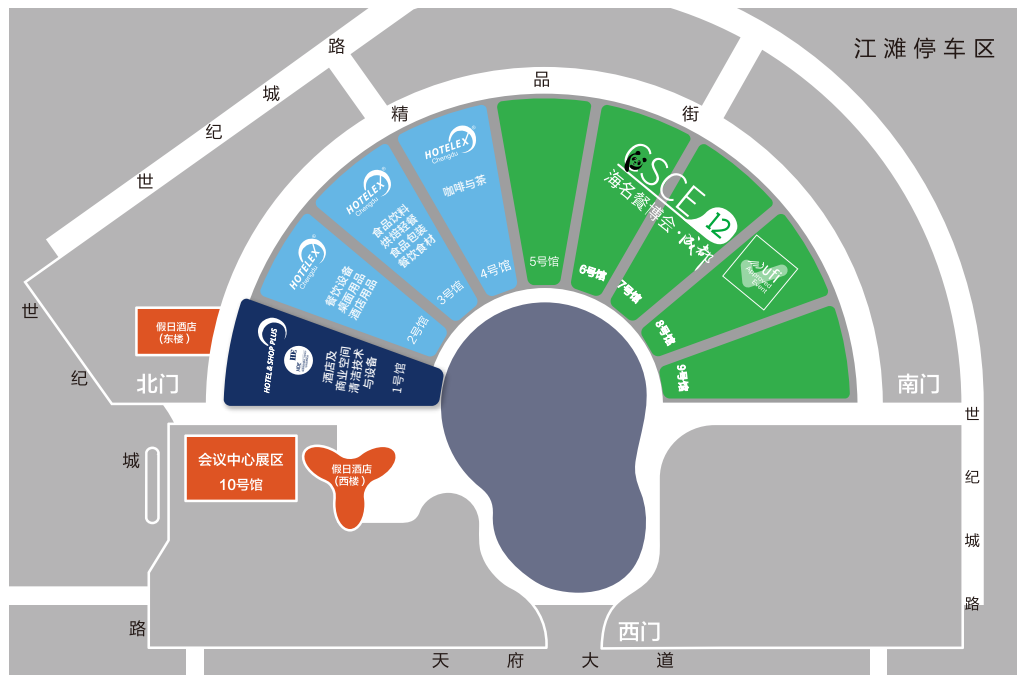 江滩停车区
路
城
纪
世
精
品
街
HOTELEX
Chengdu
咖啡与茶
4号馆
HOTELEX
Chengdu
食品饮料
烘焙轻餐
食品包装
餐饮食材
3号馆
HOTELEX
Chengdu
餐饮设备
桌面用品
酒店用品
2号馆
HOTEL & SHOP PLUS
酒店及
商业空间
清洁技术
与设备
1号馆
5号馆
CSCE 12
海名餐博会·成都
6号馆
7号馆
ufi
Approved
Event
8号馆
9号馆
假日酒店
(东楼)
北门
南门
会议中心展区
10号馆
假日酒店
(西楼)
世
纪
城
路
世
纪
城
路
西门
天府大道